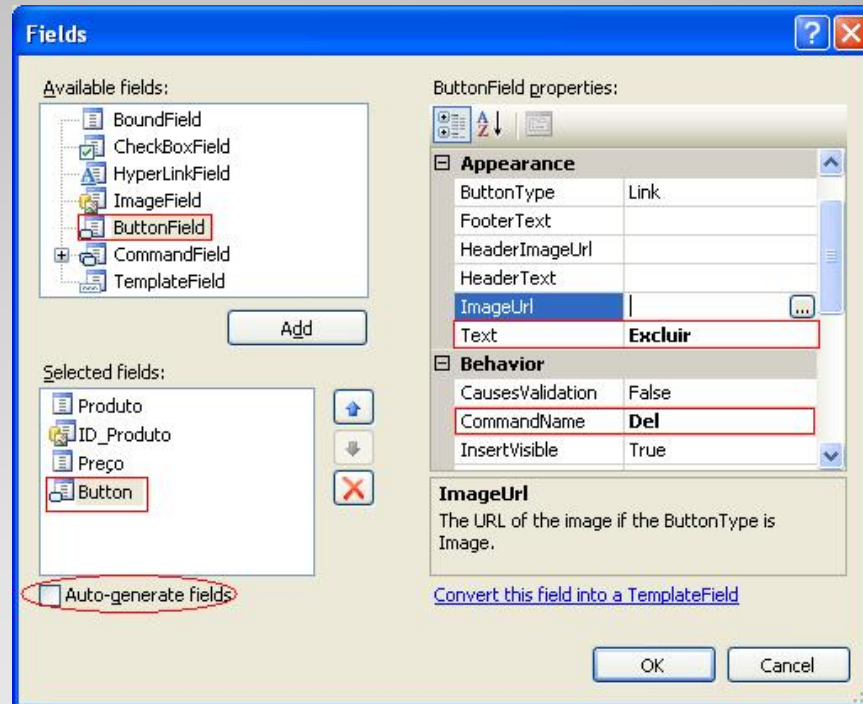 Fields
Available fields:
BoundField
CheckBoxField
HyperLinkField
ImageField
ButtonField
CommandField
TemplateField
Add
Selected fields:
Produto
ID_Produto
Preço
Button
Auto-generate fields
ButtonField properties:
Appearance
ButtonType Link
FooterText
HeaderImageUrl
HeaderText
ImageUrl ...
Text Excluir
Behavior
CausesValidation False
CommandName Del
InsertVisible True
ImageUrl
The URL of the image if the ButtonType is
Image.
Convert this field into a TemplateField
OK Cancel